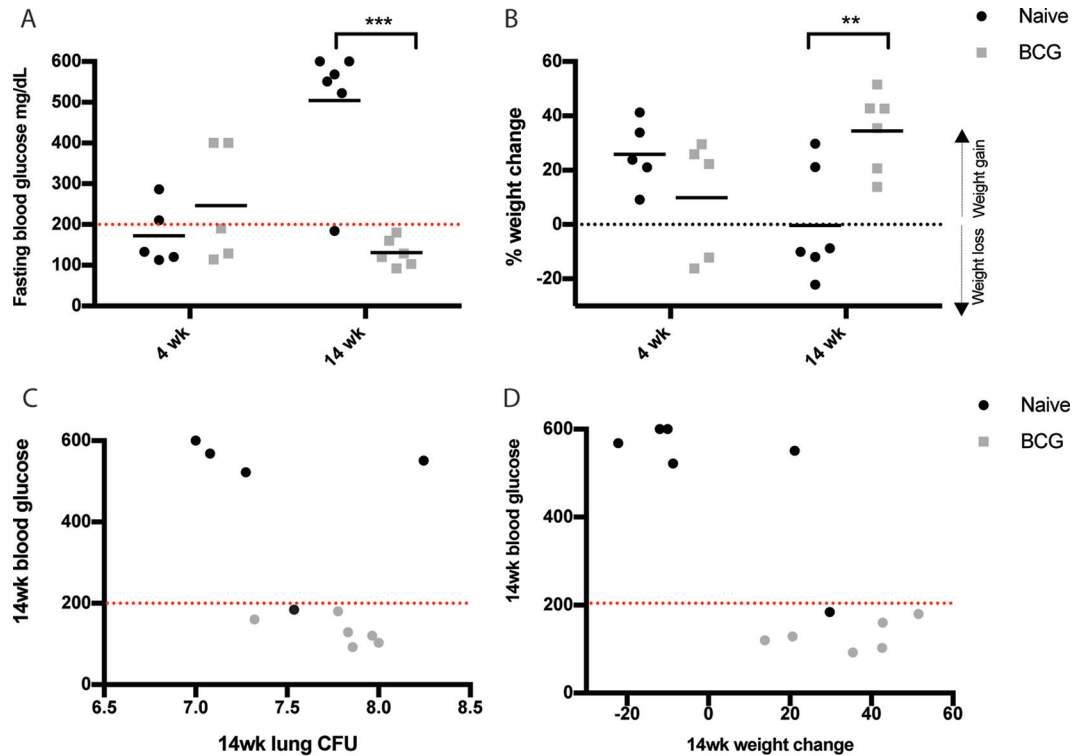 A
***
Fasting blood glucose mg/dL
600
500
400
300
200
100
0
4 wk
14 wk
B
**
% weight change
60
40
20
0
-20
4 wk
14 wk
Weight gain
Weight loss
Naive
BCG
C
14wk blood glucose
600
400
200
0
6.5 7.0 7.5 8.0 8.5
14wk lung CFU
D
14wk blood glucose
600
400
200
0
-20 0 20 40 60
14wk weight change
Naive
BCG